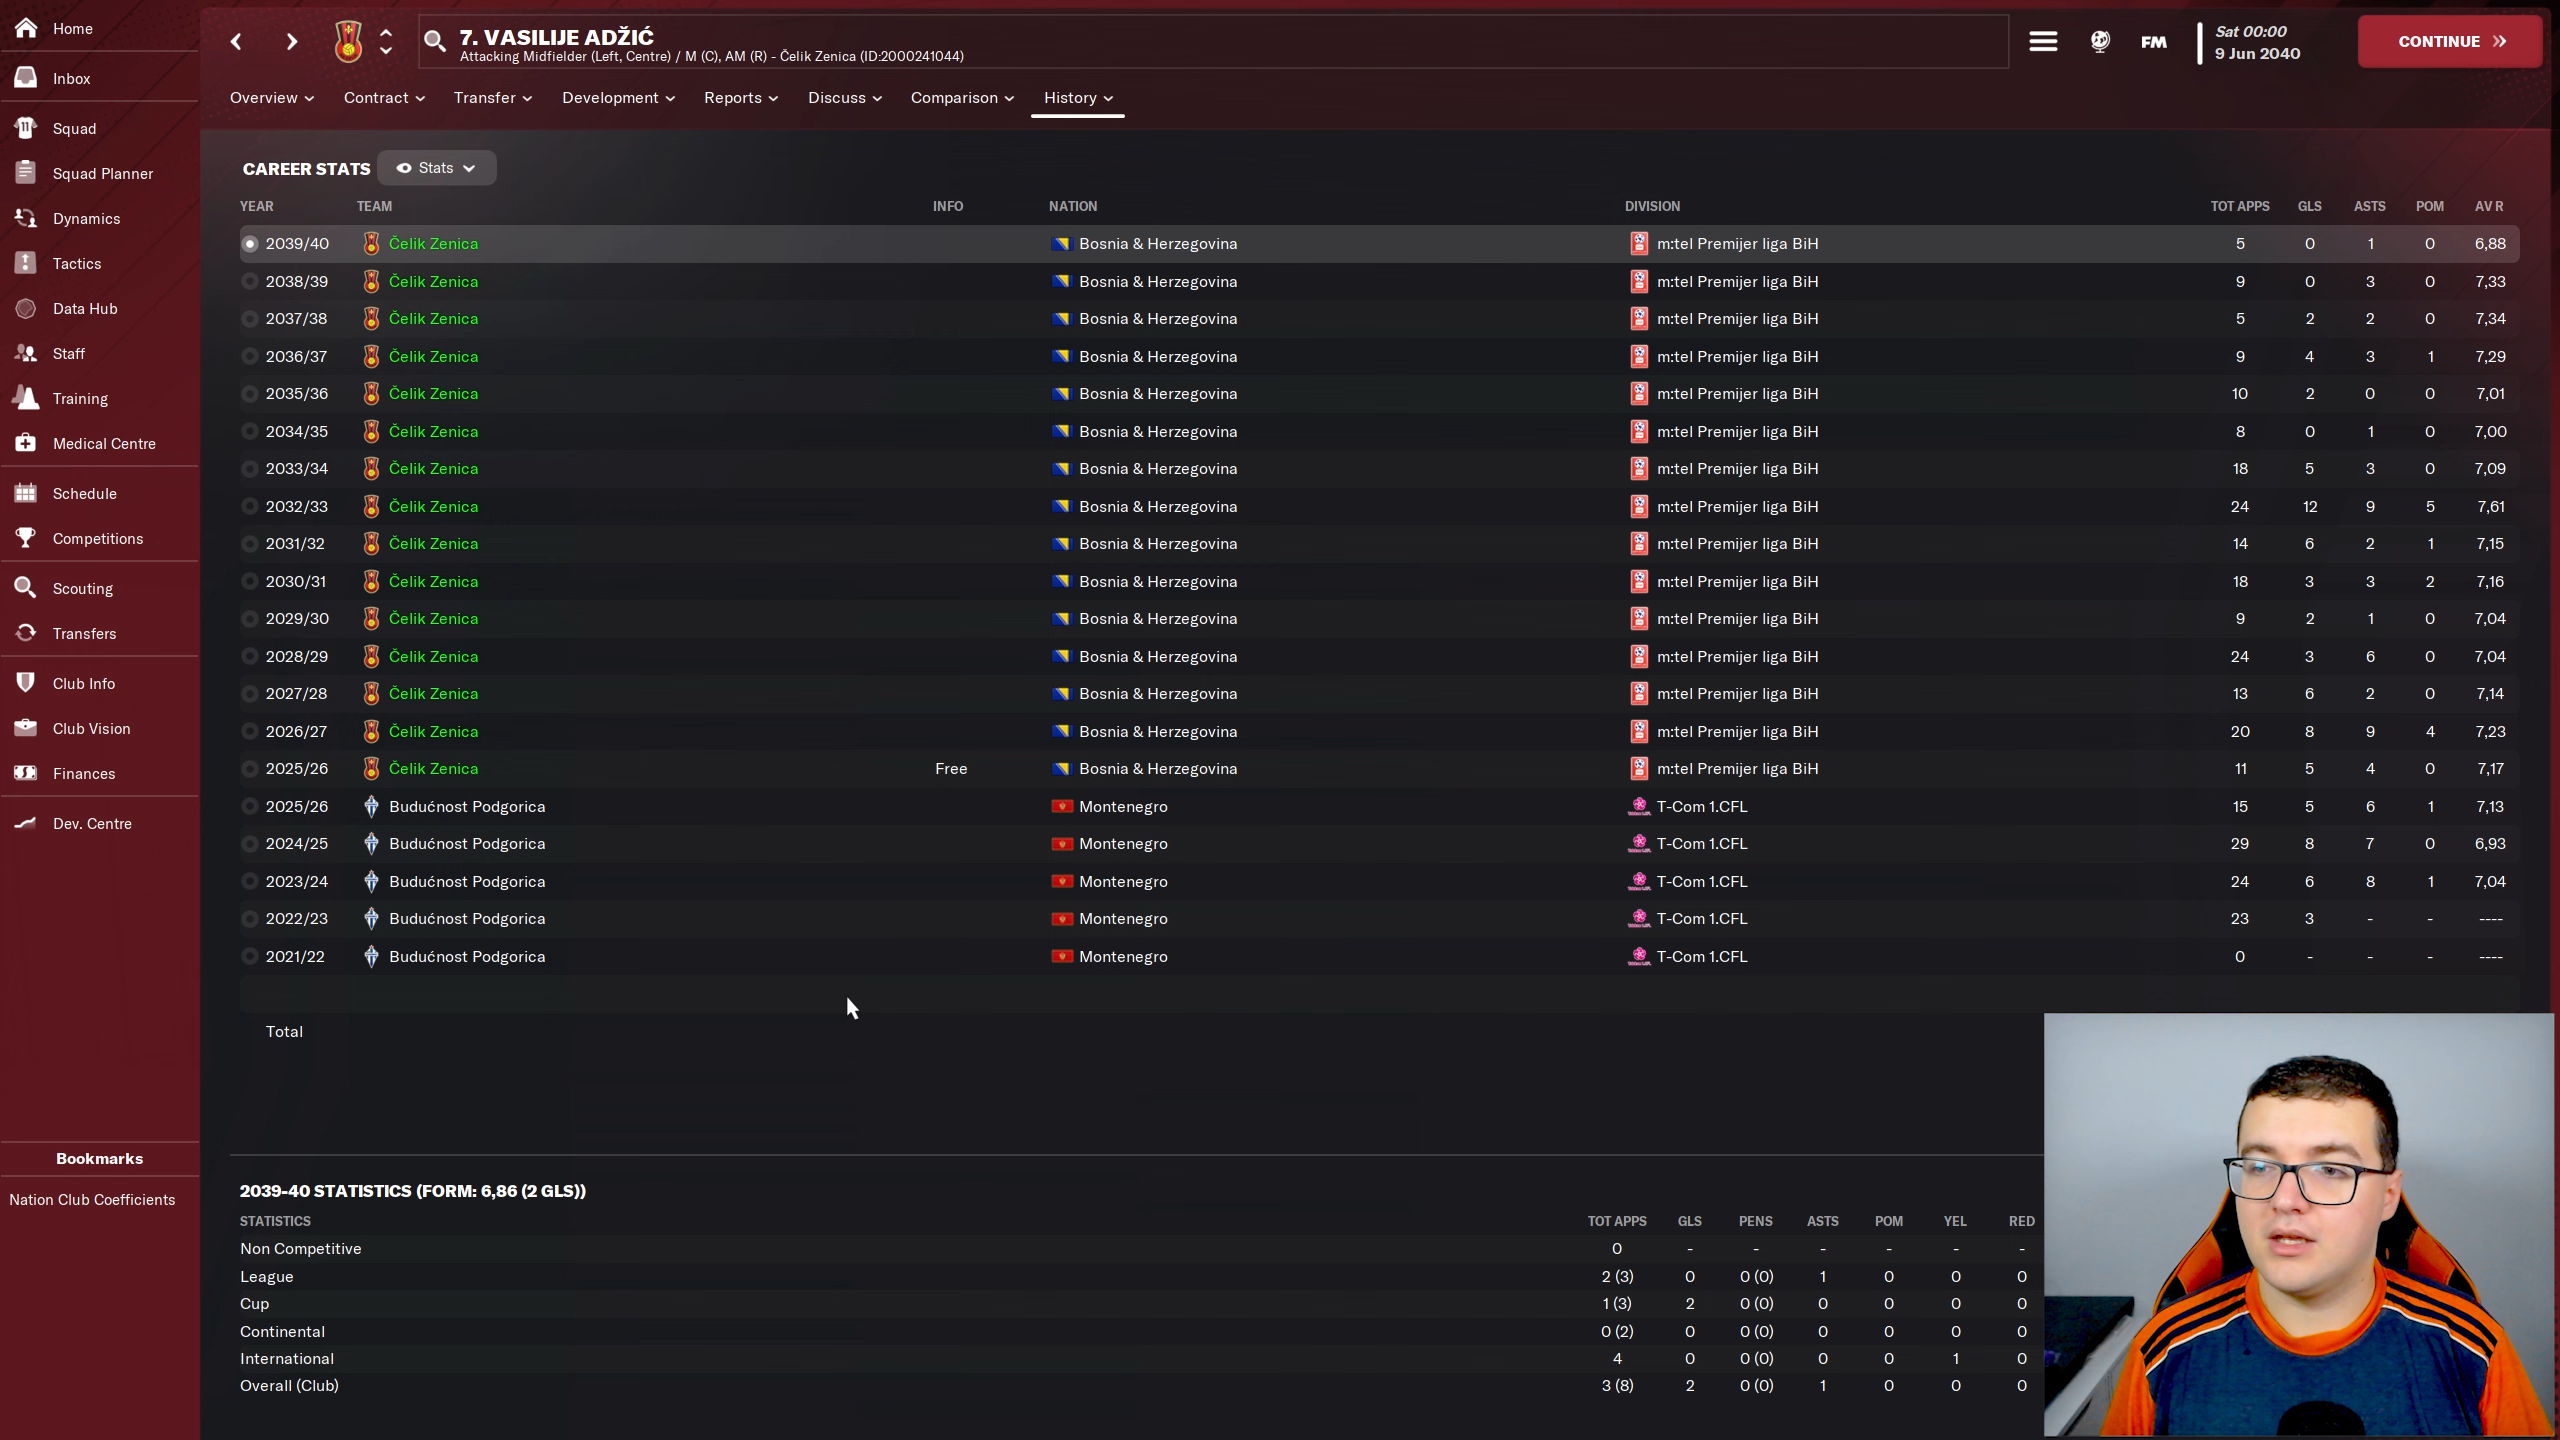 Home
Inbox
Squad
Squad Planner
Dynamics
Tactics
Data Hub
Staff
Training
Medical Centre
Schedule
Competitions
Scouting
Transfers
Club Info
Club Vision
Finances
Dev. Centre
Bookmarks
Nation Club Coefficients
7. VASILIJE ADŽIĆ
Attacking Midfielder (Left, Centre) / M (C), AM (R) - Čelik Zenica (ID:2000241044)
FM
Sat 00:00
9 Jun 2040
CONTINUE
Overview Contract Transfer Development Reports Discuss Comparison History
CAREER STATS Stats
YEAR TEAM INFO NATION DIVISION TOT APPS GLS ASTS POM AV R
2039/40 Čelik Zenica Bosnia & Herzegovina m:tel Premijer liga BiH 5 0 1 0 6,88
2038/39 Čelik Zenica Bosnia & Herzegovina m:tel Premijer liga BiH 9 0 3 0 7,33
2037/38 Čelik Zenica Bosnia & Herzegovina m:tel Premijer liga BiH 5 2 2 0 7,34
2036/37 Čelik Zenica Bosnia & Herzegovina m:tel Premijer liga BiH 9 4 3 1 7,29
2035/36 Čelik Zenica Bosnia & Herzegovina m:tel Premijer liga BiH 10 2 0 0 7,01
2034/35 Čelik Zenica Bosnia & Herzegovina m:tel Premijer liga BiH 8 0 1 0 7,00
2033/34 Čelik Zenica Bosnia & Herzegovina m:tel Premijer liga BiH 18 5 3 0 7,09
2032/33 Čelik Zenica Bosnia & Herzegovina m:tel Premijer liga BiH 24 12 9 5 7,61
2031/32 Čelik Zenica Bosnia & Herzegovina m:tel Premijer liga BiH 14 6 2 1 7,15
2030/31 Čelik Zenica Bosnia & Herzegovina m:tel Premijer liga BiH 18 3 3 2 7,16
2029/30 Čelik Zenica Bosnia & Herzegovina m:tel Premijer liga BiH 9 2 1 0 7,04
2028/29 Čelik Zenica Bosnia & Herzegovina m:tel Premijer liga BiH 24 3 6 0 7,04
2027/28 Čelik Zenica Bosnia & Herzegovina m:tel Premijer liga BiH 13 6 2 0 7,14
2026/27 Čelik Zenica Bosnia & Herzegovina m:tel Premijer liga BiH 20 8 9 4 7,23
2025/26 Čelik Zenica Free Bosnia & Herzegovina m:tel Premijer liga BiH 11 5 4 0 7,17
2025/26 Budućnost Podgorica Montenegro T-Com 1.CFL 15 5 6 1 7,13
2024/25 Budućnost Podgorica Montenegro T-Com 1.CFL 29 8 7 0 6,93
2023/24 Budućnost Podgorica Montenegro T-Com 1.CFL 24 6 8 1 7,04
2022/23 Budućnost Podgorica Montenegro T-Com 1.CFL 23 3 - - ----
2021/22 Budućnost Podgorica Montenegro T-Com 1.CFL 0 - - - ----
Total
2039-40 STATISTICS (FORM: 6,86 (2 GLS))
STATISTICS TOT APPS GLS PENS ASTS POM YEL RED
Non Competitive 0 - - - - - -
League 2 (3) 0 0 (0) 1 0 0 0
Cup 1 (3) 2 0 (0) 0 0 0 0
Continental 0 (2) 0 0 (0) 0 0 0 0
International 4 0 0 (0) 0 0 1 0
Overall (Club) 3 (8) 2 0 (0) 1 0 0 0